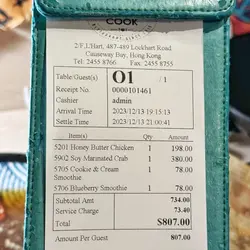 COOK
2/F L'Hart, 487-489 Lockhart Road
Causeway Bay, Hong Kong
Tel: 2455 8766 Fax: 2455 8755
Table/Guest(s) O1 /
Receipt No. 0000101461
Cashier admin
Arrival Time 2023/12/13 19:15:13
Settle Time 2023/12/13 21:00:41
Item(s) Qty Amt
5201 Honey Butter Chicken 1 198.00
5902 Soy Marinated Crab 1 380.00
5705 Cookie & Cream Smoothie 1 78.00
5706 Blueberry Smoothie 1 78.00
Subtotal Amt 734.00
Service Charge 73.40
Total: $807.00
Amount Per Guest 807.00